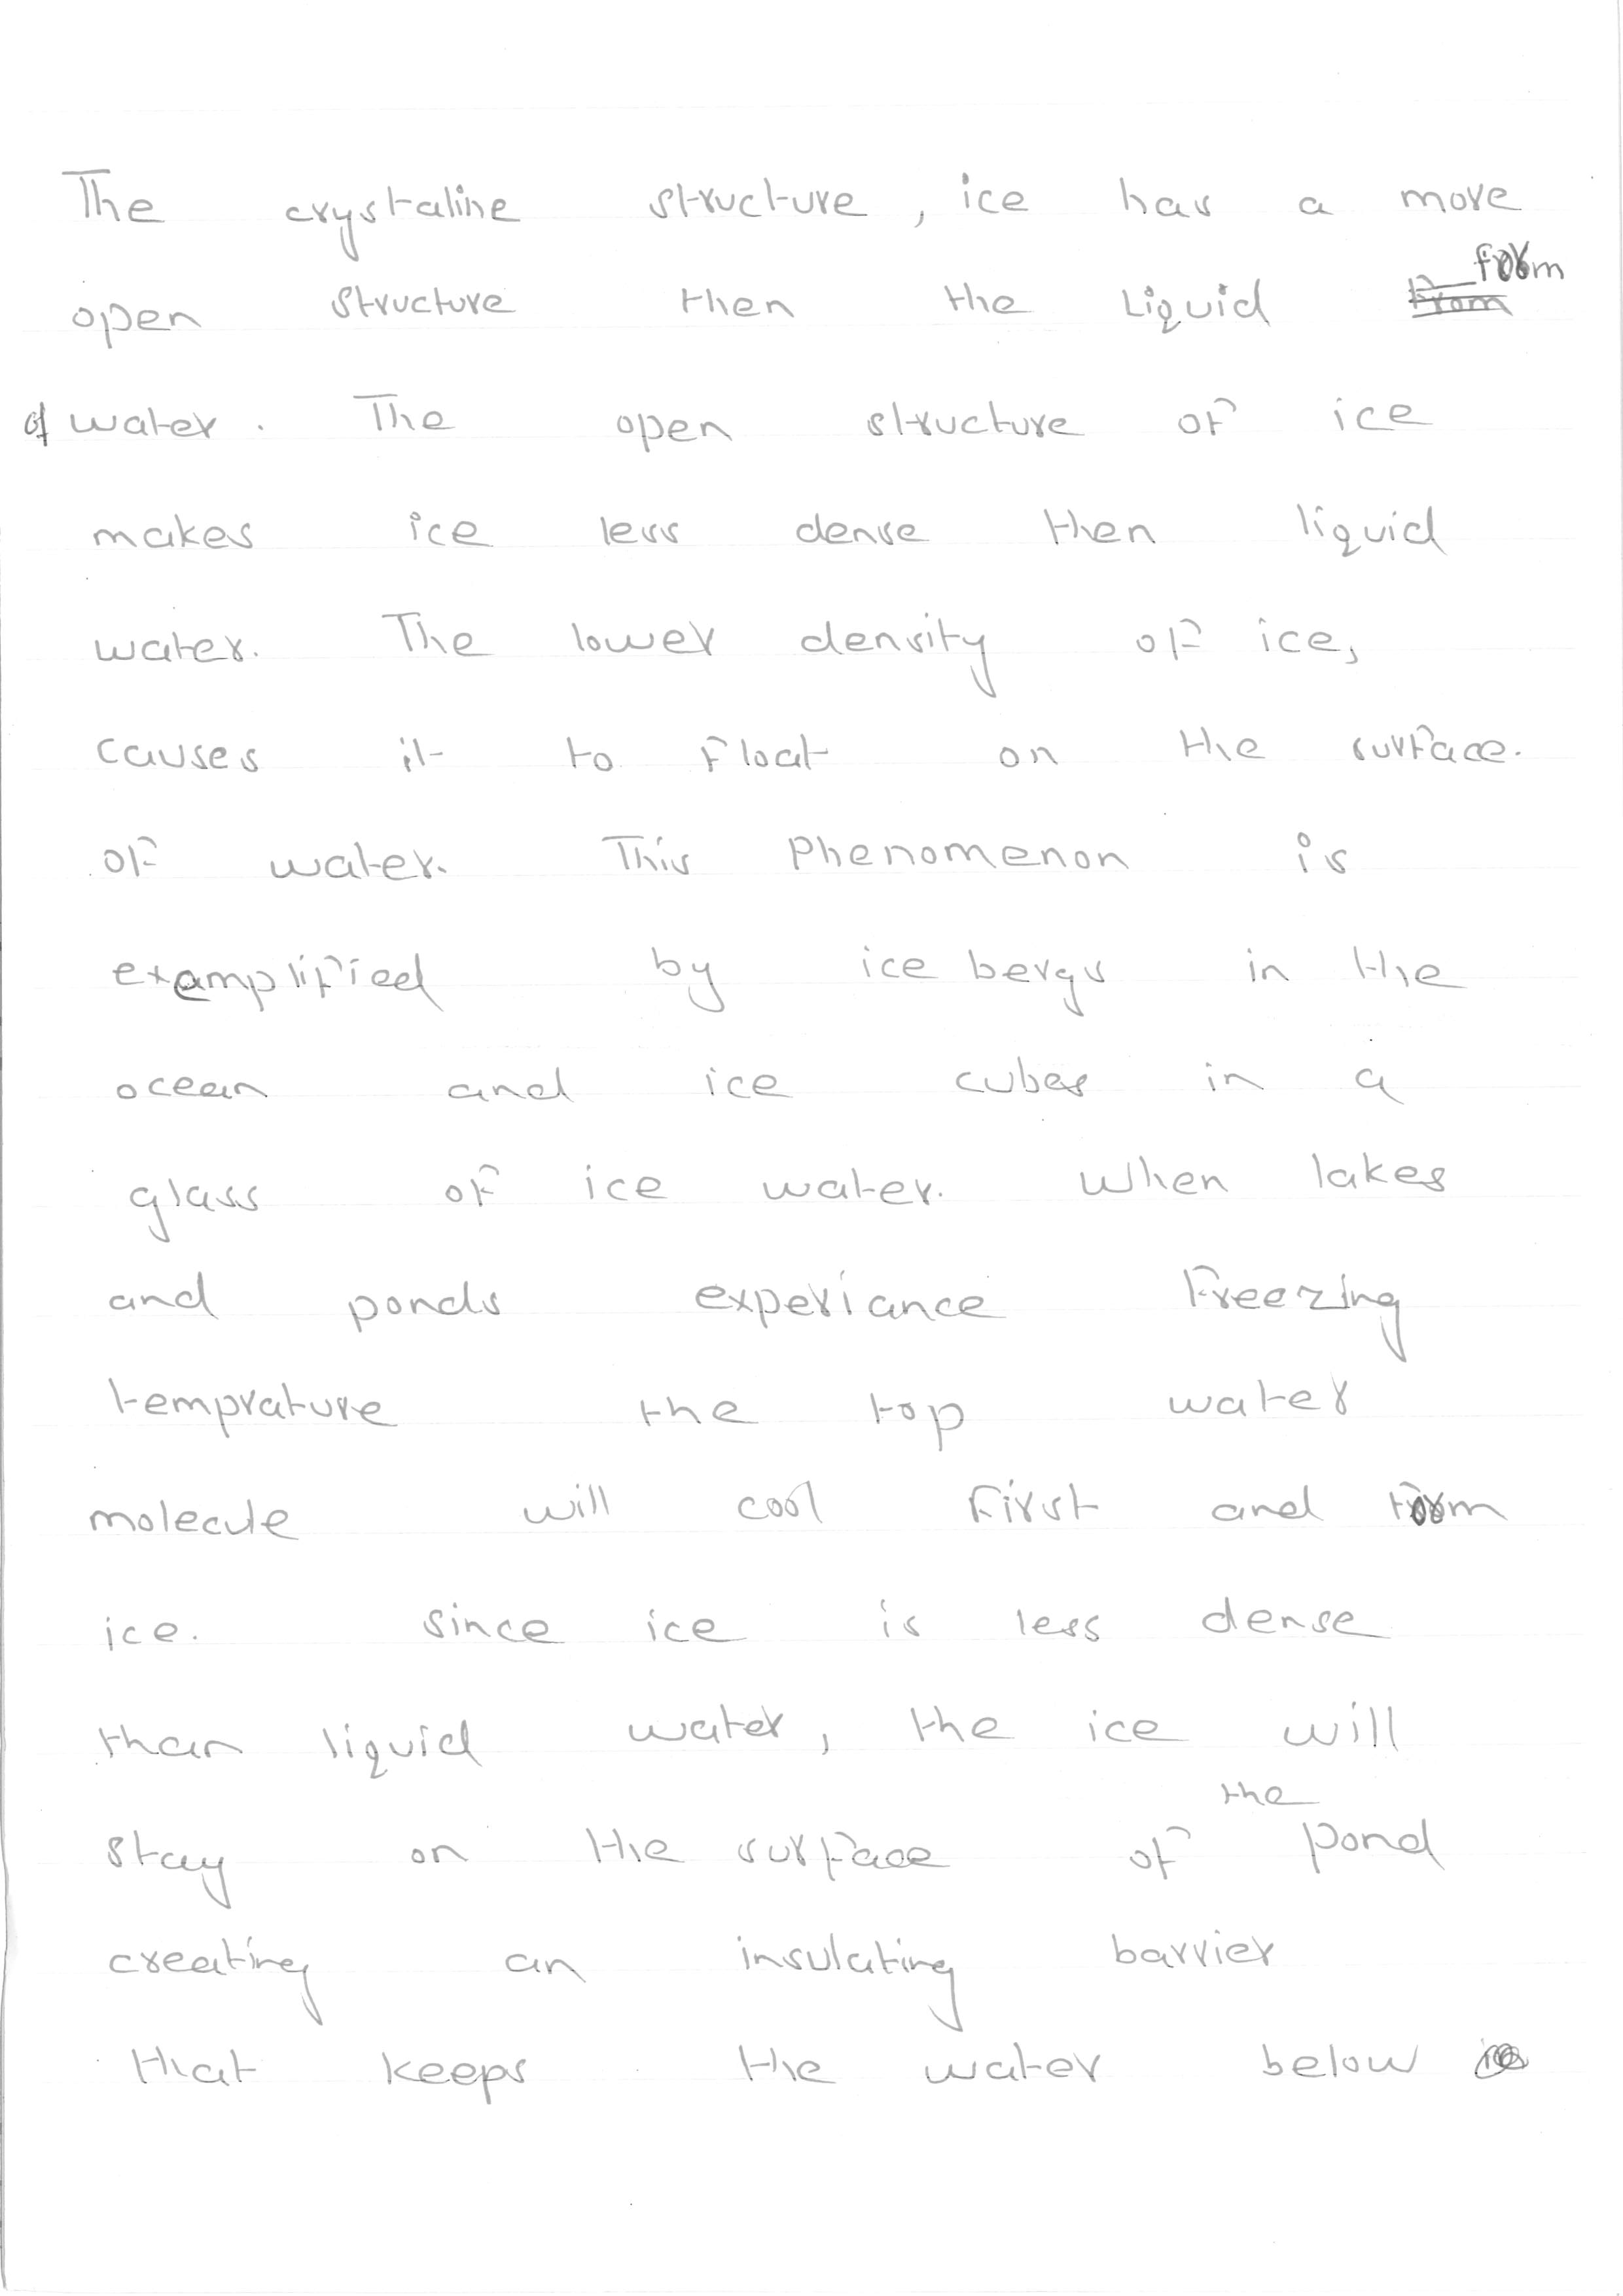 The crystaline structure, ice has a more
open structure then the Liquid form
of water. The open structure of ice
makes ice less dense then liquid
water. The lower density of ice,
causes it to float on the surface.
of water. This Phenomenon is
examplified by ice bergs in the
ocean and ice cubes in a
glass of ice water. When lakes
and ponds experiance Freezing
temprature the top water
molecule will cool First and form
ice. Since ice is less dense
than liquid water, the ice will
stay on the surface of the pond
creating an insulating barrier
that keeps the water below